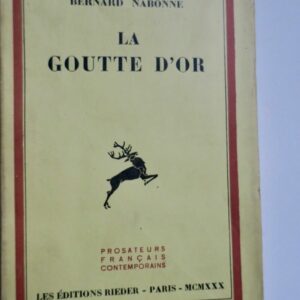 BERNARD NABONNE
LA
GOUTTE D'OR
PROSATEURS
FRANÇAIS
CONTEMPORAINS
LES ÉDITIONS RIEDER - PARIS - MCMXXX